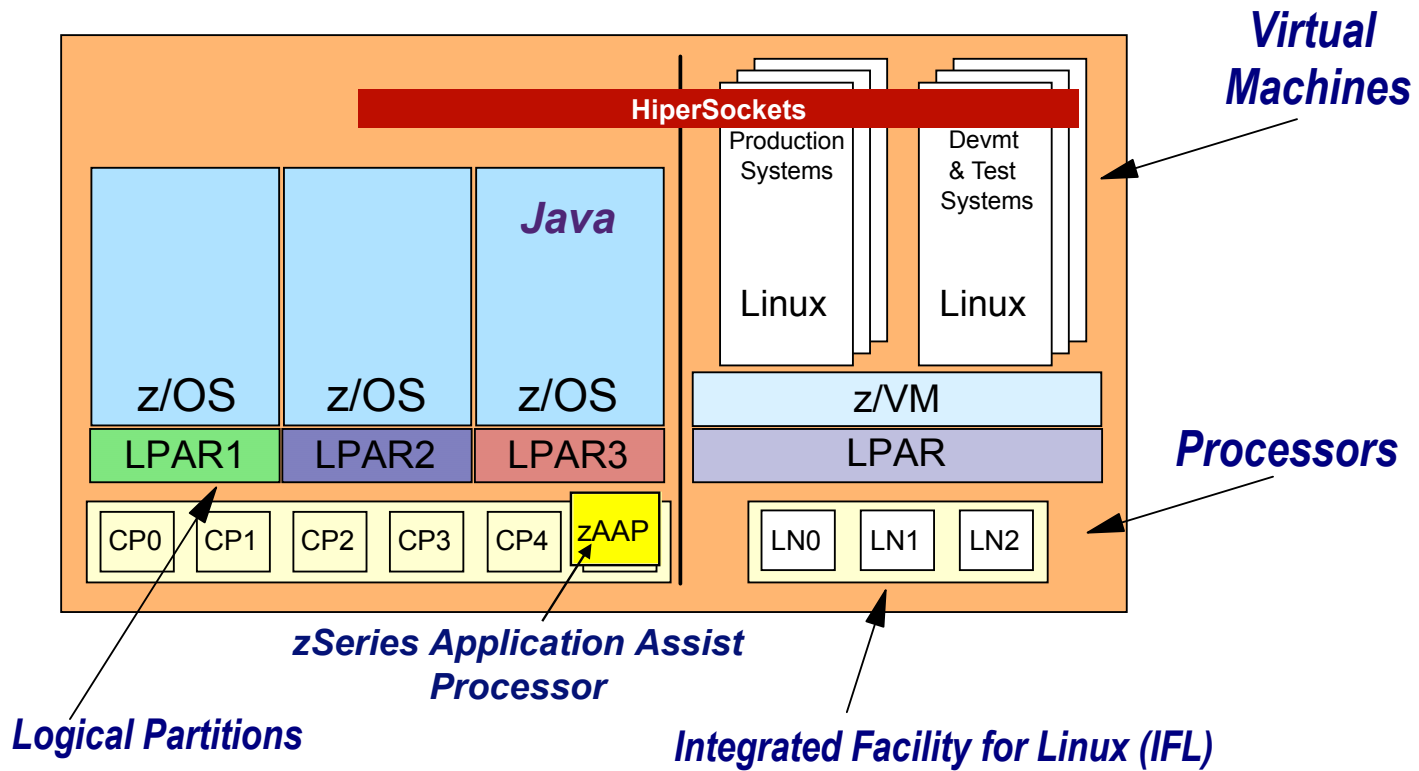 Virtual
Machines
HiperSockets
Production
Systems
Devmt
& Test
Systems
Java
Linux
Linux
z/OS
z/OS
z/OS
z/VM
LPAR1
LPAR2
LPAR3
LPAR
Processors
CP0
CP1
CP2
CP3
CP4
zAAP
LN0
LN1
LN2
zSeries Application Assist
Processor
Logical Partitions
Integrated Facility for Linux (IFL)